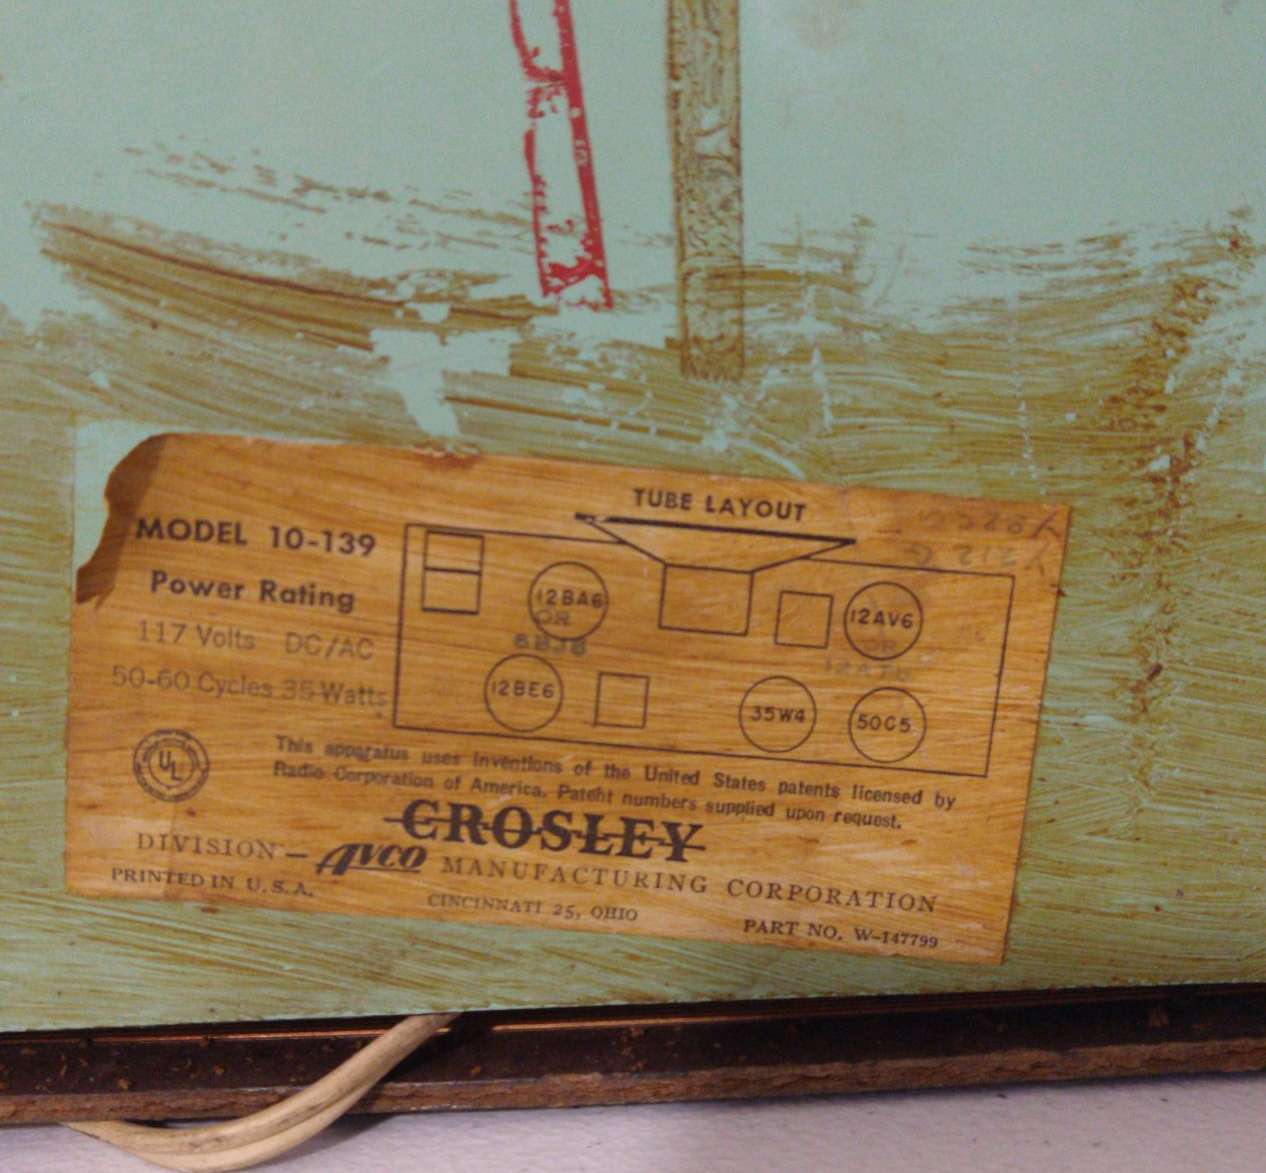 TUBE LAYOUT
MODEL 10-139
Power Rating
117 Volts DC/AC
50-60 Cycles 35 Watts
12BA6
OR
6BJ6
12AV6
OR
12BE6
35W4
50C5
UL
This apparatus uses inventions of the United States patents licensed by
Radio Corporation of America. Patent numbers supplied upon request.
CROSLEY
DIVISION – AVCO MANUFACTURING CORPORATION
PRINTED IN U.S.A.
CINCINNATI 25, OHIO
PART NO. W-147799